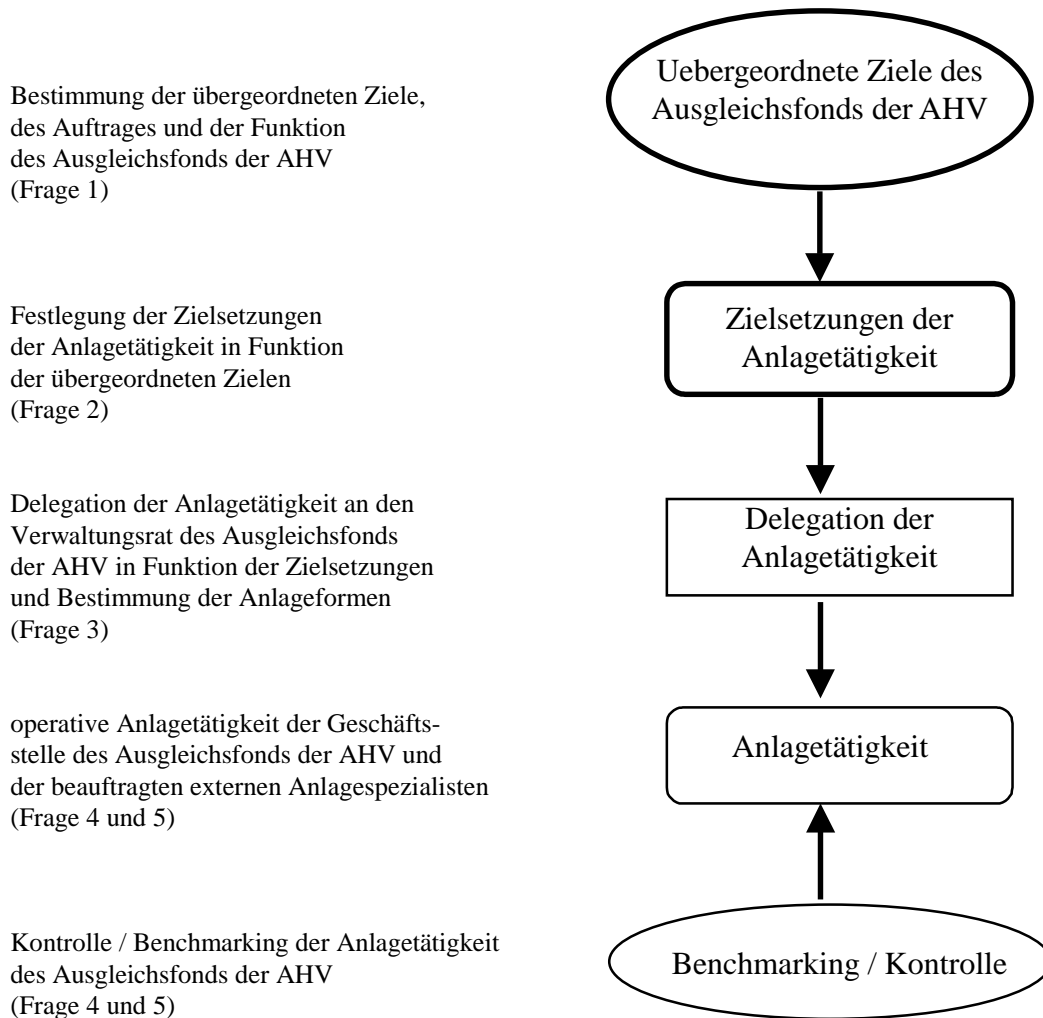 Uebergeordnete Ziele des
Ausgleichsfonds der AHV
Bestimmung der übergeordneten Ziele,
des Auftrages und der Funktion
des Ausgleichsfonds der AHV
(Frage 1)
Festlegung der Zielsetzungen
der Anlagetätigkeit in Funktion
der übergeordneten Zielen
(Frage 2)
Zielsetzungen der
Anlagetätigkeit
Delegation der Anlagetätigkeit an den
Verwaltungsrat des Ausgleichsfonds
der AHV in Funktion der Zielsetzungen
und Bestimmung der Anlageformen
(Frage 3)
Delegation der
Anlagetätigkeit
operative Anlagetätigkeit der Geschäfts-
stelle des Ausgleichsfonds der AHV und
der beauftragten externen Anlagespezialisten
(Frage 4 und 5)
Anlagetätigkeit
Kontrolle / Benchmarking der Anlagetätigkeit
des Ausgleichsfonds der AHV
(Frage 4 und 5)
Benchmarking / Kontrolle